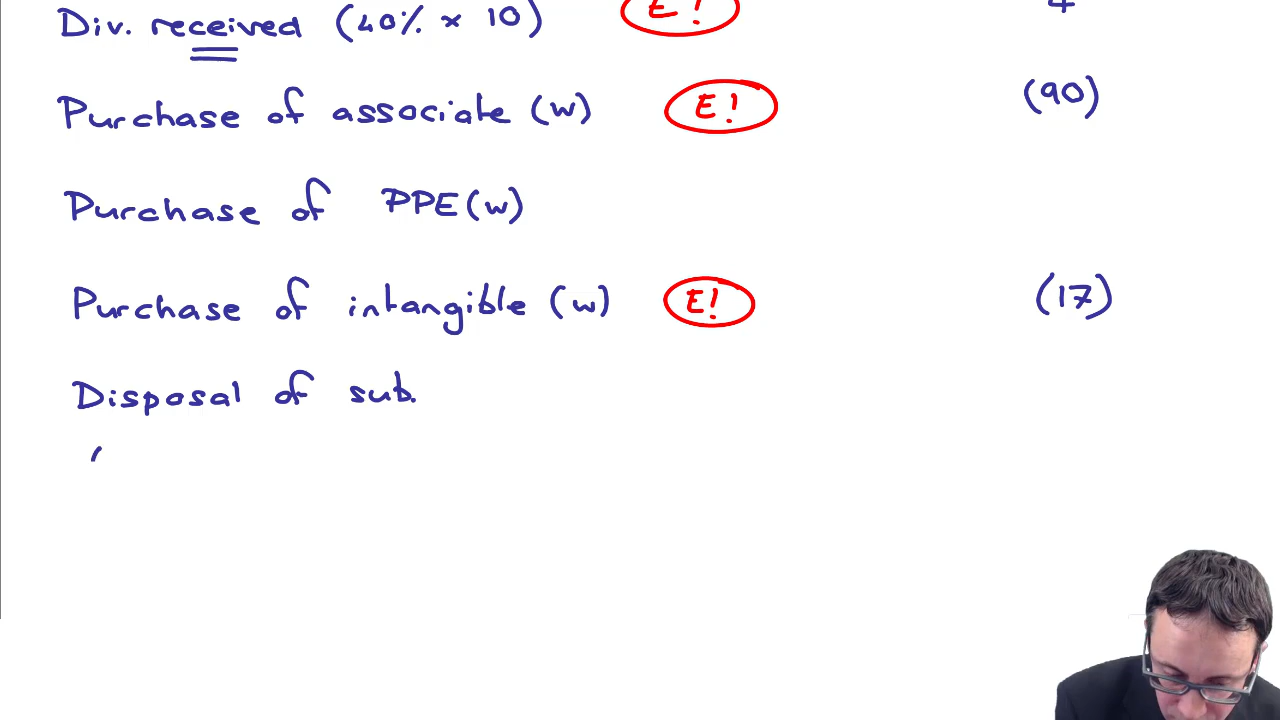 Div. received (40% x 10) E! 4
Purchase of associate (w) E! (90)
Purchase of PPE (w)
Purchase of intangible (w) E! (17)
Disposal of sub.
(